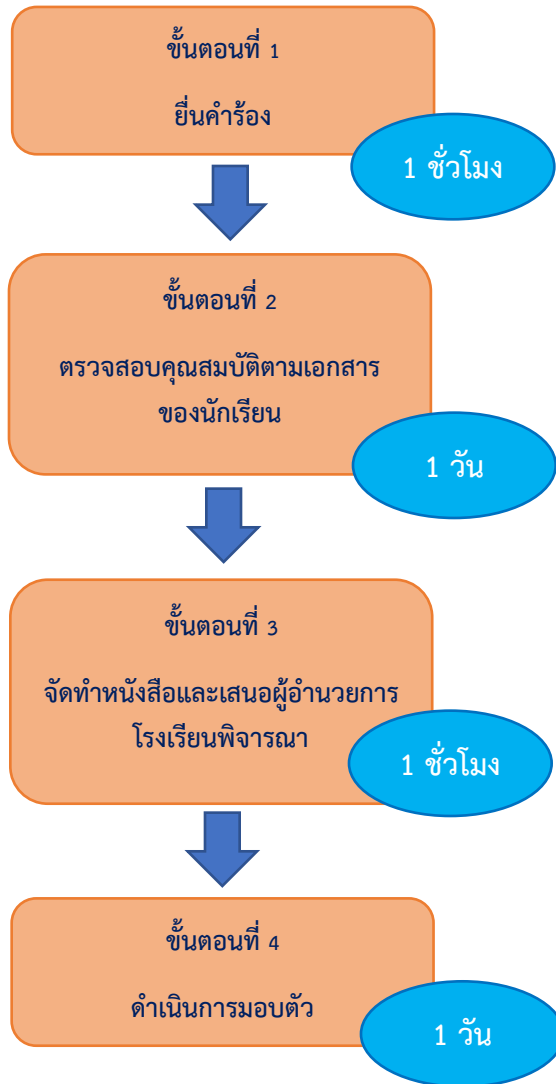 ขั้นตอนที่ 1
ยื่นคำร้อง
1 ชั่วโมง
ขั้นตอนที่ 2
ตรวจสอบคุณสมบัติตามเอกสาร
ของนักเรียน
1 วัน
ขั้นตอนที่ 3
จัดทำหนังสือและเสนอผู้อำนวยการ
โรงเรียนพิจารณา
1 ชั่วโมง
ขั้นตอนที่ 4
ดำเนินการมอบตัว
1 วัน